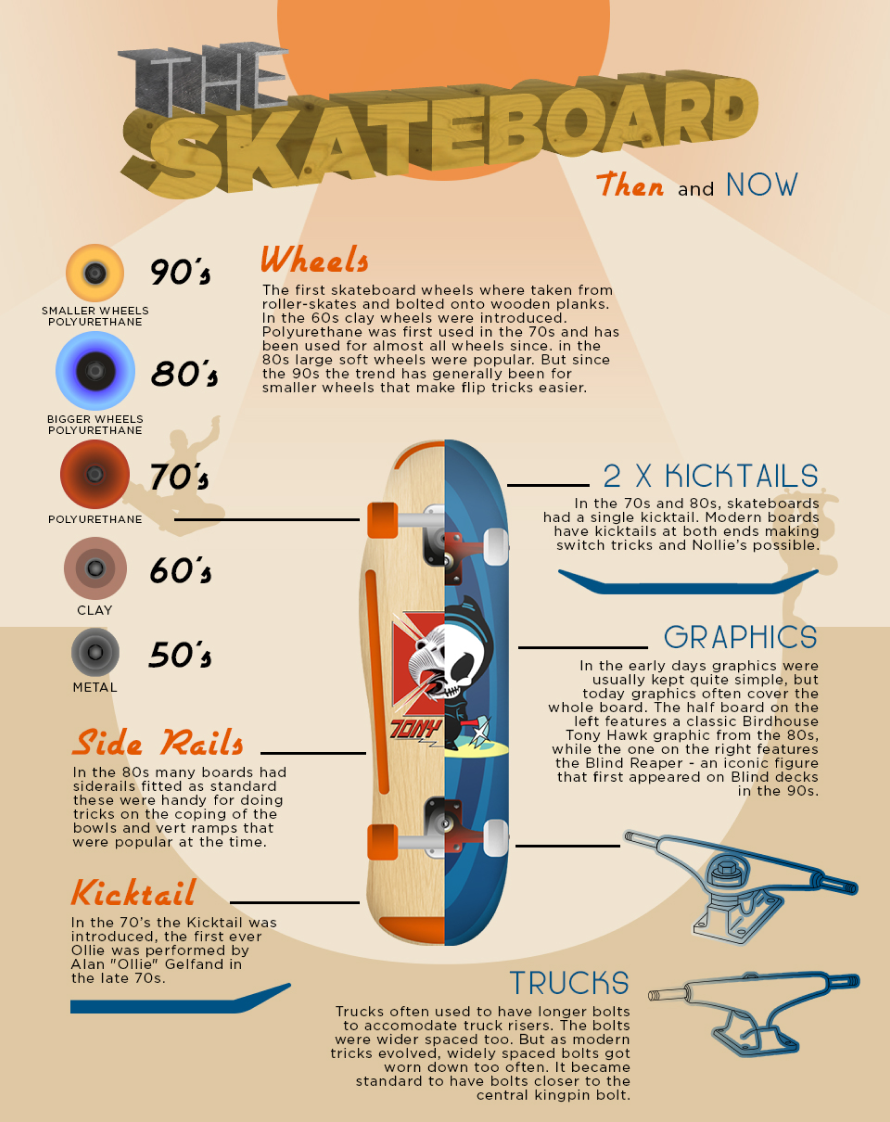 THE
SKATEBOARD
Then and NOW
90's
SMALLER WHEELS
POLYURETHANE
80's
BIGGER WHEELS
POLYURETHANE
70's
POLYURETHANE
60's
CLAY
50's
METAL
Wheels
The first skateboard wheels where taken from
roller-skates and bolted onto wooden planks.
In the 60s clay wheels were introduced.
Polyurethane was first used in the 70s and has
been used for almost all wheels since. in the
80s large soft wheels were popular. But since
the 90s the trend has generally been for
smaller wheels that make flip tricks easier.
2 X KICKTAILS
In the 70s and 80s, skateboards
had a single kicktail. Modern boards
have kicktails at both ends making
switch tricks and Nollie's possible.
GRAPHICS
In the early days graphics were
usually kept quite simple, but
today graphics often cover the
whole board. The half board on the
left features a classic Birdhouse
Tony Hawk graphic from the 80s,
while the one on the right features
the Blind Reaper - an iconic figure
that first appeared on Blind decks
in the 90s.
TONY
Side Rails
In the 80s many boards had
siderails fitted as standard
these were handy for doing
tricks on the coping of the
bowls and vert ramps that
were popular at the time.
Kicktail
In the 70's the Kicktail was
introduced, the first ever
Ollie was performed by
Alan "Ollie" Gelfand in
the late 70s.
TRUCKS
Trucks often used to have longer bolts
to accomodate truck risers. The bolts
were wider spaced too. But as modern
tricks evolved, widely spaced bolts got
worn down too often. It became
standard to have bolts closer to the
central kingpin bolt.